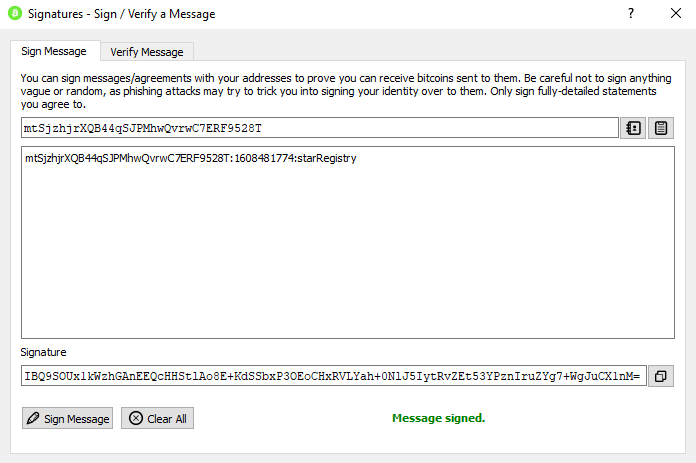 Signatures - Sign / Verify a Message
Sign Message
Verify Message
You can sign messages/agreements with your addresses to prove you can receive bitcoins sent to them. Be careful not to sign anything
vague or random, as phishing attacks may try to trick you into signing your identity over to them. Only sign fully-detailed statements
you agree to.
mtSjzhjrXQB44qSJPMhwQvrwC7ERF9528T
mtSjzhjrXQB44qSJPMhwQvrwC7ERF9528T:1608481774:starRegistry
Signature
IBQ9SOUx1kWzhGAnEEQcHHStlAo8E+KdSSbxP3OEoCHxRVLYah+0NlJ5IytRvZEt53YPznIruZYg7+WgJuCX1nM=
Sign Message
Clear All
Message signed.